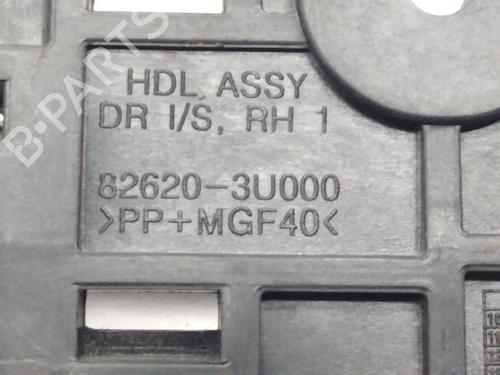 HDL ASSY
DR I/S, RH 1
82620-3U000
>PP+MGF40<
B-PARTS